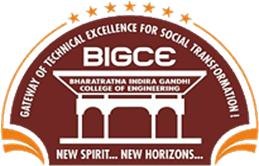 GATEWAY OF TECHNICAL EXCELLENCE FOR SOCIAL TRANSFORMATION !
BIGCE
BHARATRATNA INDIRA GANDHI
COLLEGE OF ENGINEERING
NEW SPIRIT... NEW HORIZONS...